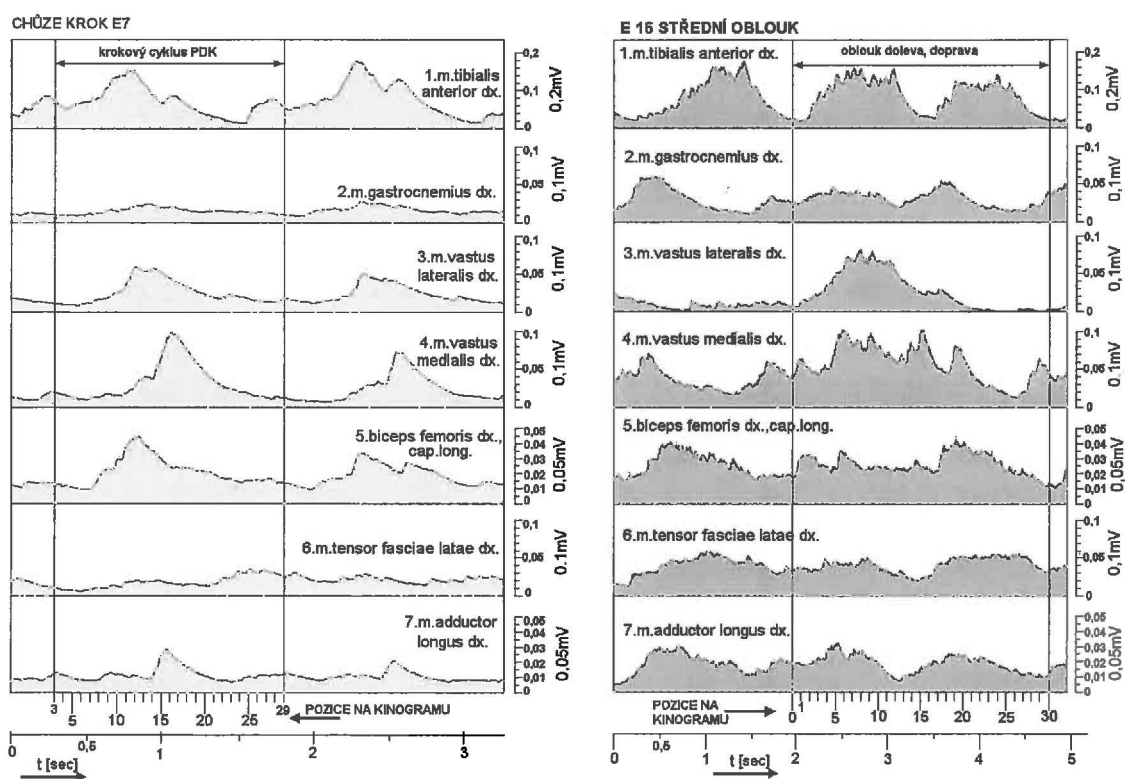 CHŮZE KROK E7
krokový cyklus PDK
1.m.tibialis
anterior dx.
0,2
0,1
0
0,2mV
2.m.gastrocnemius dx.
0,1
0,05
0
0,1mV
3.m.vastus
lateralis dx.
0,1
0,05
0
0,1mV
4.m.vastus
medialis dx.
0,1
0,05
0
0,1mV
5.biceps femoris dx.,
cap.long.
0,05
0,04
0,03
0,02
0,01
0
0,05mV
6.m.tensor fasciae latae dx.
0,1
0,05
0
0.1mV
7.m.adductor
longus dx.
0,05
0,04
0,03
0,02
0,01
0
0,05mV
3 5 10 15 20 25 29
POZICE NA KINOGRAMU
0 0,5 1 2 3
t [sec]
E 16 STŘEDNÍ OBLOUK
1.m.tibialis anterior dx.
oblouk doleva, doprava
0,2
0,1
0
0,2mV
2.m.gastrocnemius dx.
0,1
0,05
0
0,1mV
3.m.vastus lateralis dx.
0,1
0,05
0
0,1mV
4.m.vastus medialis dx.
0,1
0,05
0
0,1mV
5.biceps femoris dx.,cap.long.
0,05
0,04
0,03
0,02
0,01
0
0,05mV
6.m.tensor fasciae latae dx.
0,1
0,05
0
0,1mV
7.m.adductor longus dx.
0,05
0,04
0,03
0,02
0,01
0
0,05mV
POZICE NA
KINOGRAMU
0 1 5 10 15 20 25 30
0 0,5 1 2 3 4 5
t [sec]